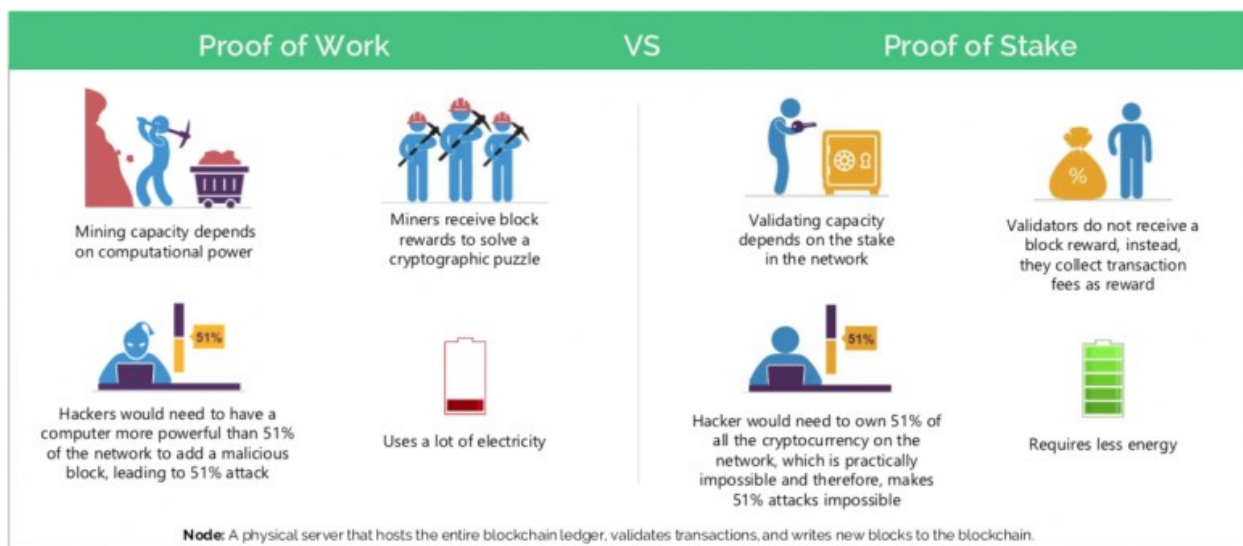 Proof of Work
VS
Proof of Stake
Mining capacity depends
on computational power
Miners receive block
rewards to solve a
cryptographic puzzle
Validating capacity
depends on the stake
in the network
%
Validators do not receive a
block reward, instead,
they collect transaction
fees as reward
51%
Hackers would need to have a
computer more powerful than 51%
of the network to add a malicious
block, leading to 51% attack
Uses a lot of electricity
51%
Hacker would need to own 51% of
all the cryptocurrency on the
network, which is practically
impossible and therefore, makes
51% attacks impossible
Requires less energy
Node: A physical server that hosts the entire blockchain ledger, validates transactions, and writes new blocks to the blockchain.